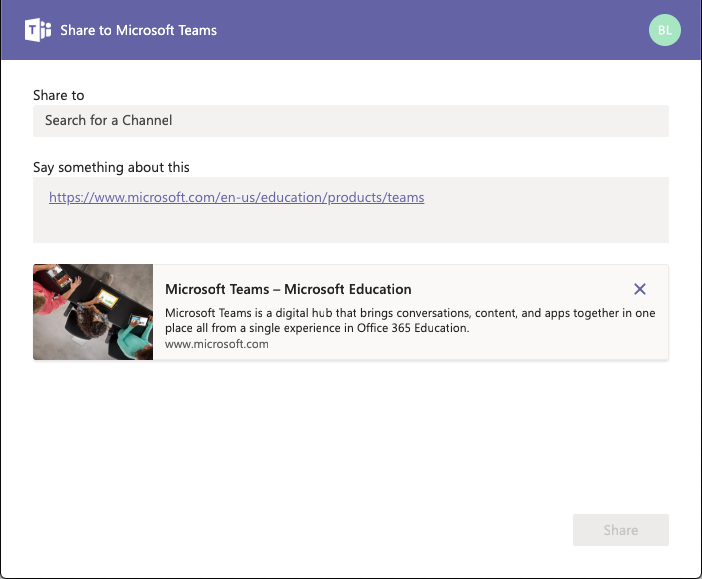 Share to Microsoft Teams
BL
Share to
Search for a Channel
Say something about this
https://www.microsoft.com/en-us/education/products/teams
Microsoft Teams – Microsoft Education
Microsoft Teams is a digital hub that brings conversations, content, and apps together in one
place all from a single experience in Office 365 Education.
www.microsoft.com
Share